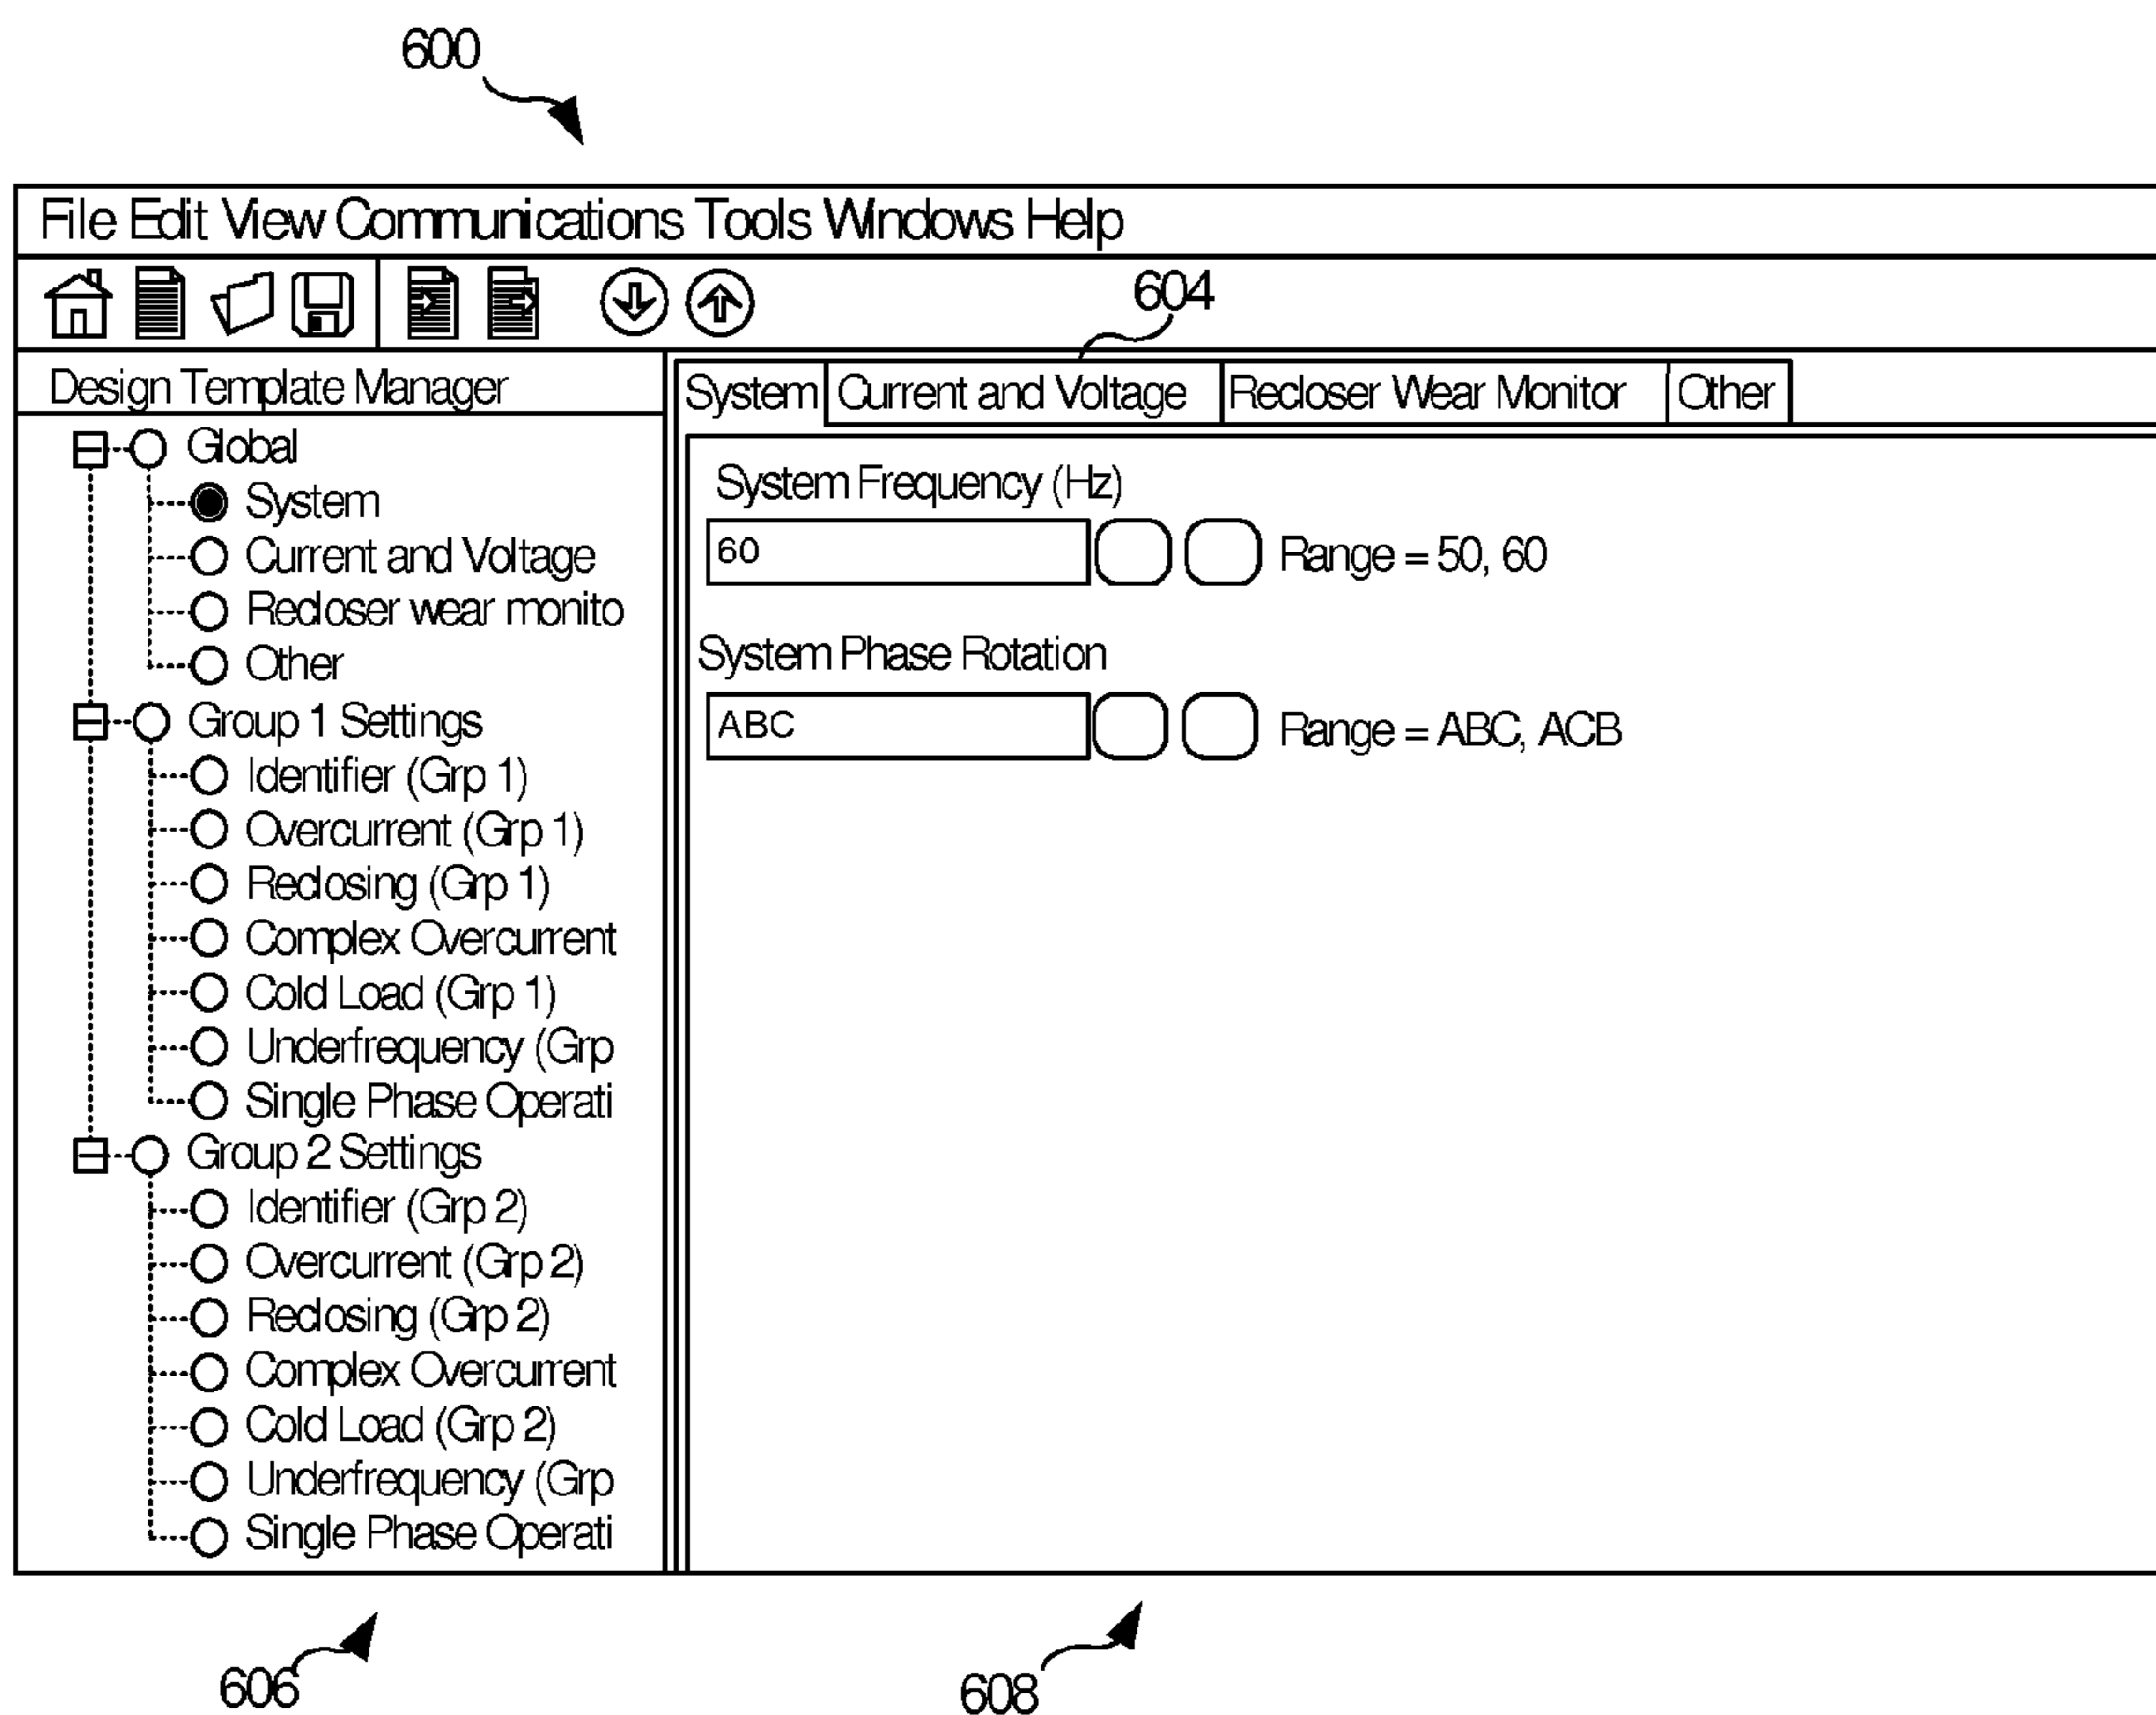 600
File Edit View Communications Tools Windows Help
604
Design Template Manager
System Current and Voltage Recloser Wear Monitor Other
Global
System
Current and Voltage
Recloser wear monito
Other
Group 1 Settings
Identifier (Grp 1)
Overcurrent (Grp 1)
Reclosing (Grp 1)
Complex Overcurrent
Cold Load (Grp 1)
Underfrequency (Grp
Single Phase Operati
Group 2 Settings
Identifier (Grp 2)
Overcurrent (Grp 2)
Reclosing (Grp 2)
Complex Overcurrent
Cold Load (Grp 2)
Underfrequency (Grp
Single Phase Operati
System Frequency (Hz)
60 Range = 50, 60
System Phase Rotation
ABC Range = ABC, ACB
606
608